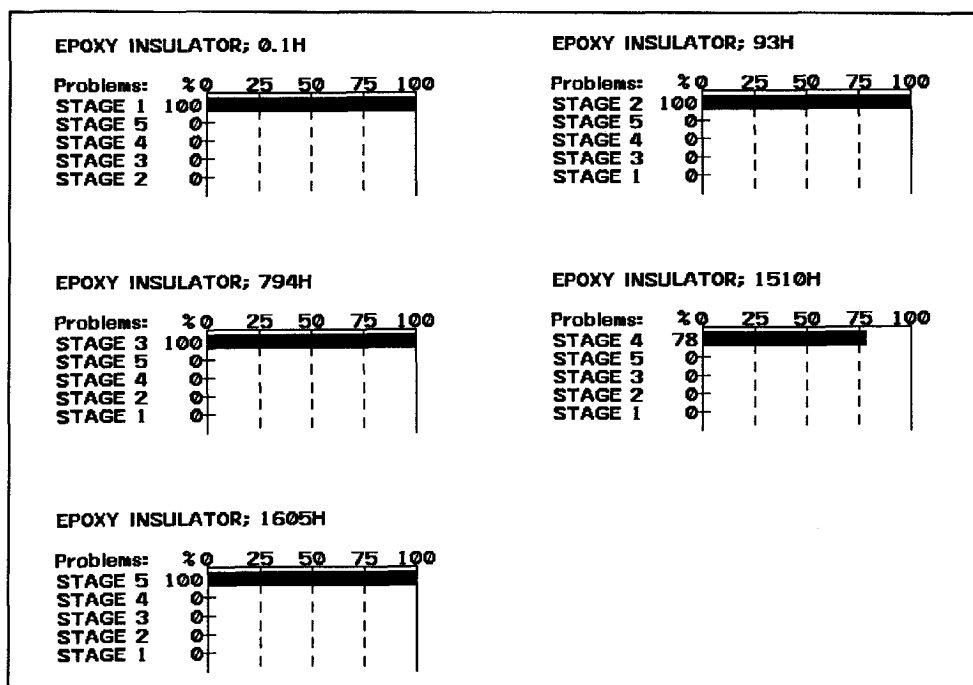 EPOXY INSULATOR; 0.1H
Problems: % 0 25 50 75 100
STAGE 1 100
STAGE 5 0
STAGE 4 0
STAGE 3 0
STAGE 2 0
EPOXY INSULATOR; 93H
Problems: % 0 25 50 75 100
STAGE 2 100
STAGE 5 0
STAGE 4 0
STAGE 3 0
STAGE 1 0
EPOXY INSULATOR; 794H
Problems: % 0 25 50 75 100
STAGE 3 100
STAGE 5 0
STAGE 4 0
STAGE 2 0
STAGE 1 0
EPOXY INSULATOR; 1510H
Problems: % 0 25 50 75 100
STAGE 4 78
STAGE 5 0
STAGE 3 0
STAGE 2 0
STAGE 1 0
EPOXY INSULATOR; 1605H
Problems: % 0 25 50 75 100
STAGE 5 100
STAGE 4 0
STAGE 3 0
STAGE 2 0
STAGE 1 0